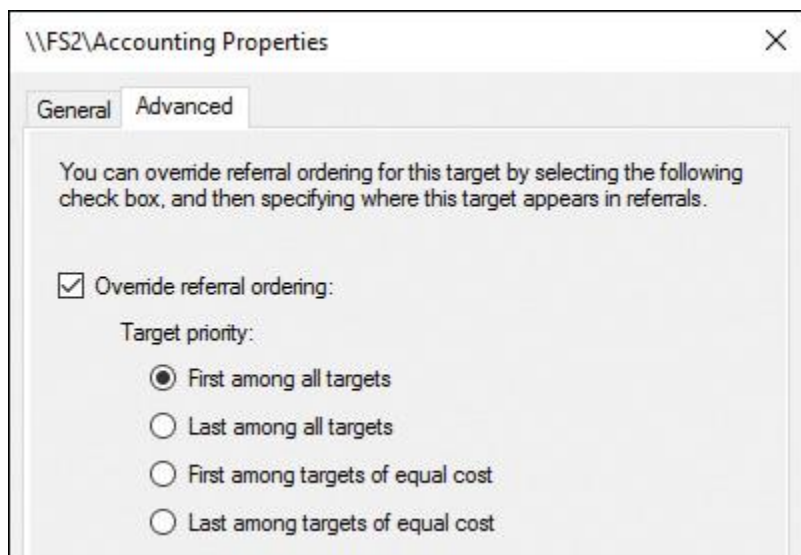 \\FS2\Accounting Properties
General
Advanced
You can override referral ordering for this target by selecting the following
check box, and then specifying where this target appears in referrals.
Override referral ordering:
Target priority:
First among all targets
Last among all targets
First among targets of equal cost
Last among targets of equal cost